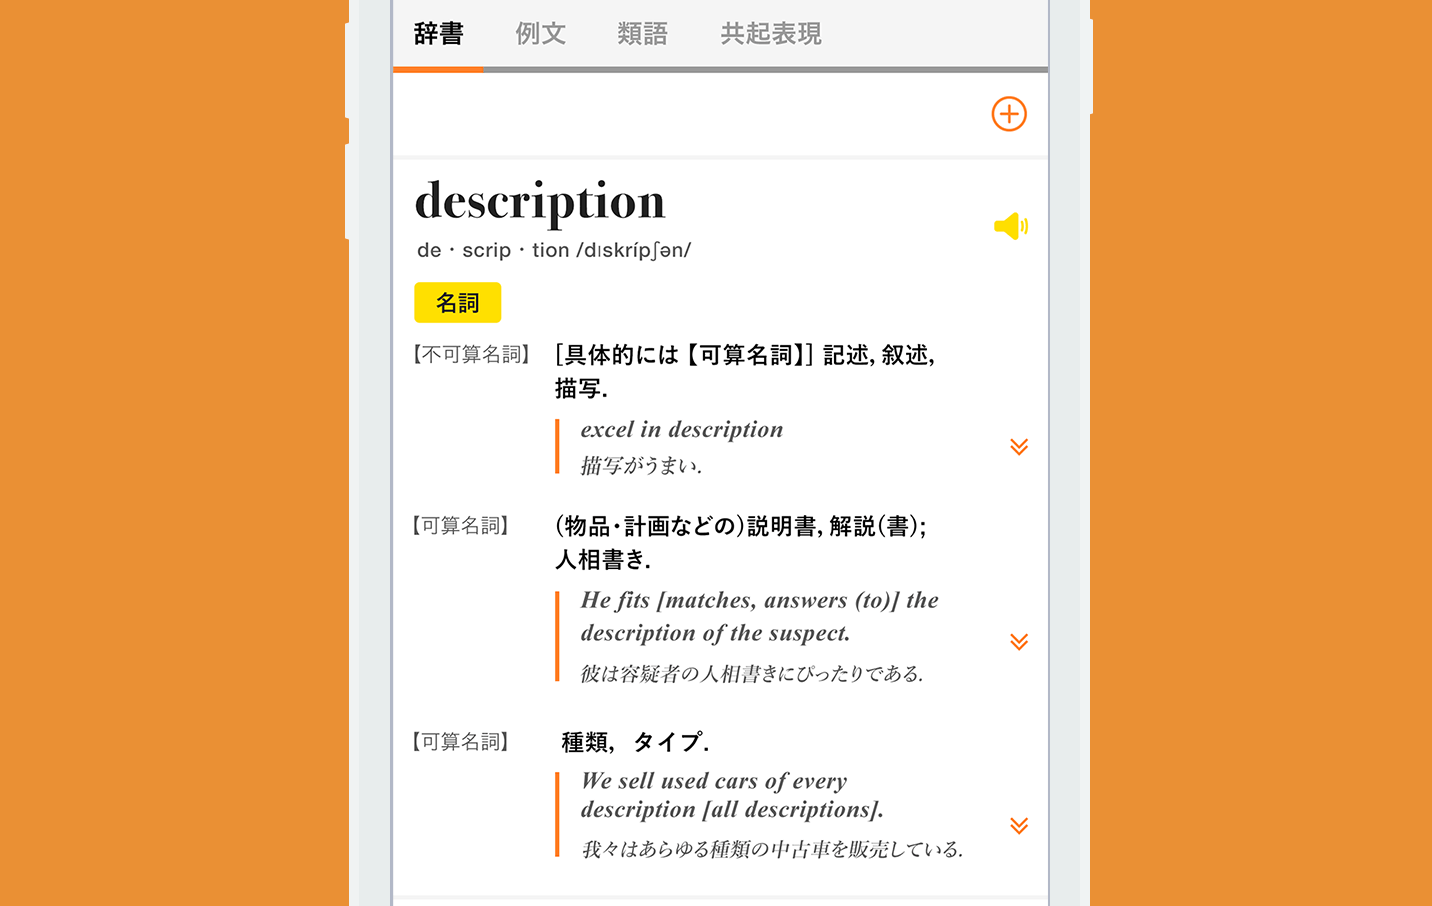 辞書 例文 類語 共起表現
description
de・scrip・tion /dɪskrípʃən/
名詞
【不可算名詞】 [具体的には【可算名詞】] 記述, 叙述,
描写.
excel in description
描写がうまい.
【可算名詞】 (物品・計画などの)説明書, 解説(書);
人相書き.
He fits [matches, answers (to)] the
description of the suspect.
彼は容疑者の人相書きにぴったりである.
【可算名詞】 種類, タイプ.
We sell used cars of every
description [all descriptions].
我々はあらゆる種類の中古車を販売している.